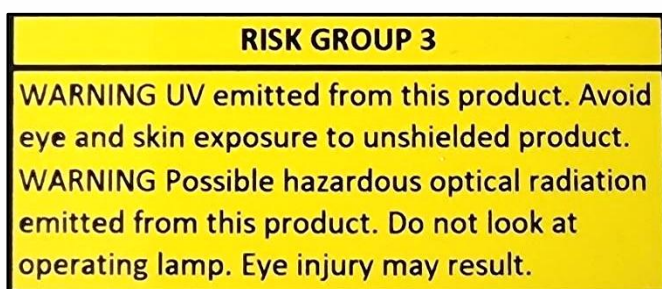 RISK GROUP 3
WARNING UV emitted from this product. Avoid
eye and skin exposure to unshielded product.
WARNING Possible hazardous optical radiation
emitted from this product. Do not look at
operating lamp. Eye injury may result.